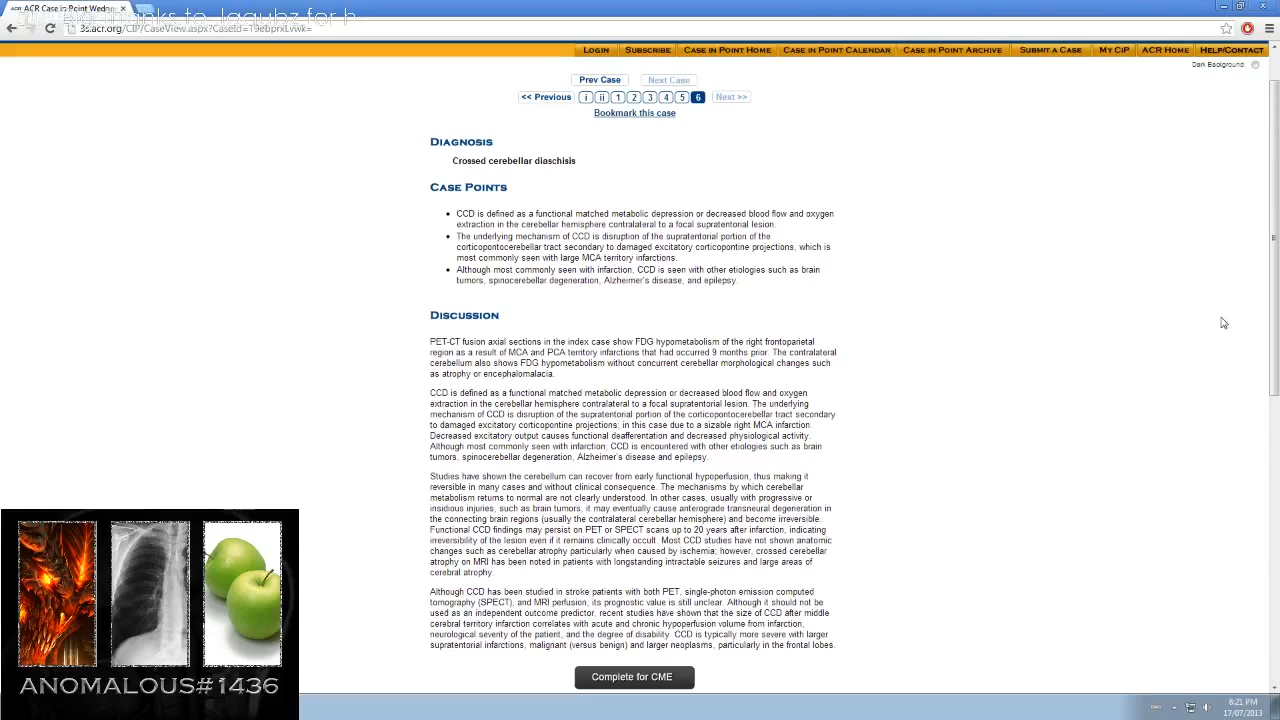 ACR Case in Point Wedn
3s.acr.org/CIP/CaseView.aspx?CaseId=19ebprxLvwk=
Login Subscribe Case in Point Home Case in Point Calendar Case in Point Archive Submit a Case My CiP ACR Home Help/Contact
Dark Background:
Prev Case Next Case
<< Previous i ii 1 2 3 4 5 6 Next >>
Bookmark this case
Diagnosis
Crossed cerebellar diaschisis
Case Points
• CCD is defined as a functional matched metabolic depression or decreased blood flow and oxygen
extraction in the cerebellar hemisphere contralateral to a focal supratentorial lesion.
• The underlying mechanism of CCD is disruption of the supratentorial portion of the
corticopontocerebellar tract secondary to damaged excitatory corticopontine projections, which is
most commonly seen with large MCA territory infarctions.
• Although most commonly seen with infarction, CCD is seen with other etiologies such as brain
tumors, spinocerebellar degeneration, Alzheimer's disease, and epilepsy.
Discussion
PET-CT fusion axial sections in the index case show FDG hypometabolism of the right frontoparietal
region as a result of MCA and PCA territory infarctions that had occurred 9 months prior. The contralateral
cerebellum also shows FDG hypometabolism without concurrent cerebellar morphological changes such
as atrophy or encephalomalacia.
CCD is defined as a functional matched metabolic depression or decreased blood flow and oxygen
extraction in the cerebellar hemisphere contralateral to a focal supratentorial lesion. The underlying
mechanism of CCD is disruption of the supratentorial portion of the corticopontocerebellar tract secondary
to damaged excitatory corticopontine projections; in this case due to a sizable right MCA infarction.
Decreased excitatory output causes functional deafferentation and decreased physiological activity.
Although most commonly seen with infarction, CCD is encountered with other etiologies such as brain
tumors, spinocerebellar degeneration, Alzheimer's disease and epilepsy.
Studies have shown the cerebellum can recover from early functional hypoperfusion, thus making it
reversible in many cases and without clinical consequence. The mechanisms by which cerebellar
metabolism returns to normal are not clearly understood. In other cases, usually with progressive or
insidious injuries, such as brain tumors, it may eventually cause anterograde transneural degeneration in
the connecting brain regions (usually the contralateral cerebellar hemisphere) and become irreversible.
Functional CCD findings may persist on PET or SPECT scans up to 20 years after infarction, indicating
irreversibility of the lesion even if it remains clinically occult. Most CCD studies have not shown anatomic
changes such as cerebellar atrophy particularly when caused by ischemia; however, crossed cerebellar
atrophy on MRI has been noted in patients with longstanding intractable seizures and large areas of
cerebral atrophy.
Although CCD has been studied in stroke patients with both PET, single-photon emission computed
tomography (SPECT), and MRI perfusion, its prognostic value is still unclear. Although it should not be
used as an independent outcome predictor, recent studies have shown that the size of CCD after middle
cerebral territory infarction correlates with acute and chronic hypoperfusion volume from infarction,
neurological severity of the patient, and the degree of disability. CCD is typically more severe with larger
supratentorial infarctions, malignant (versus benign) and larger neoplasms, particularly in the frontal lobes.
Complete for CME
ANOMALOUS#1436
8:21 PM
17/07/2013